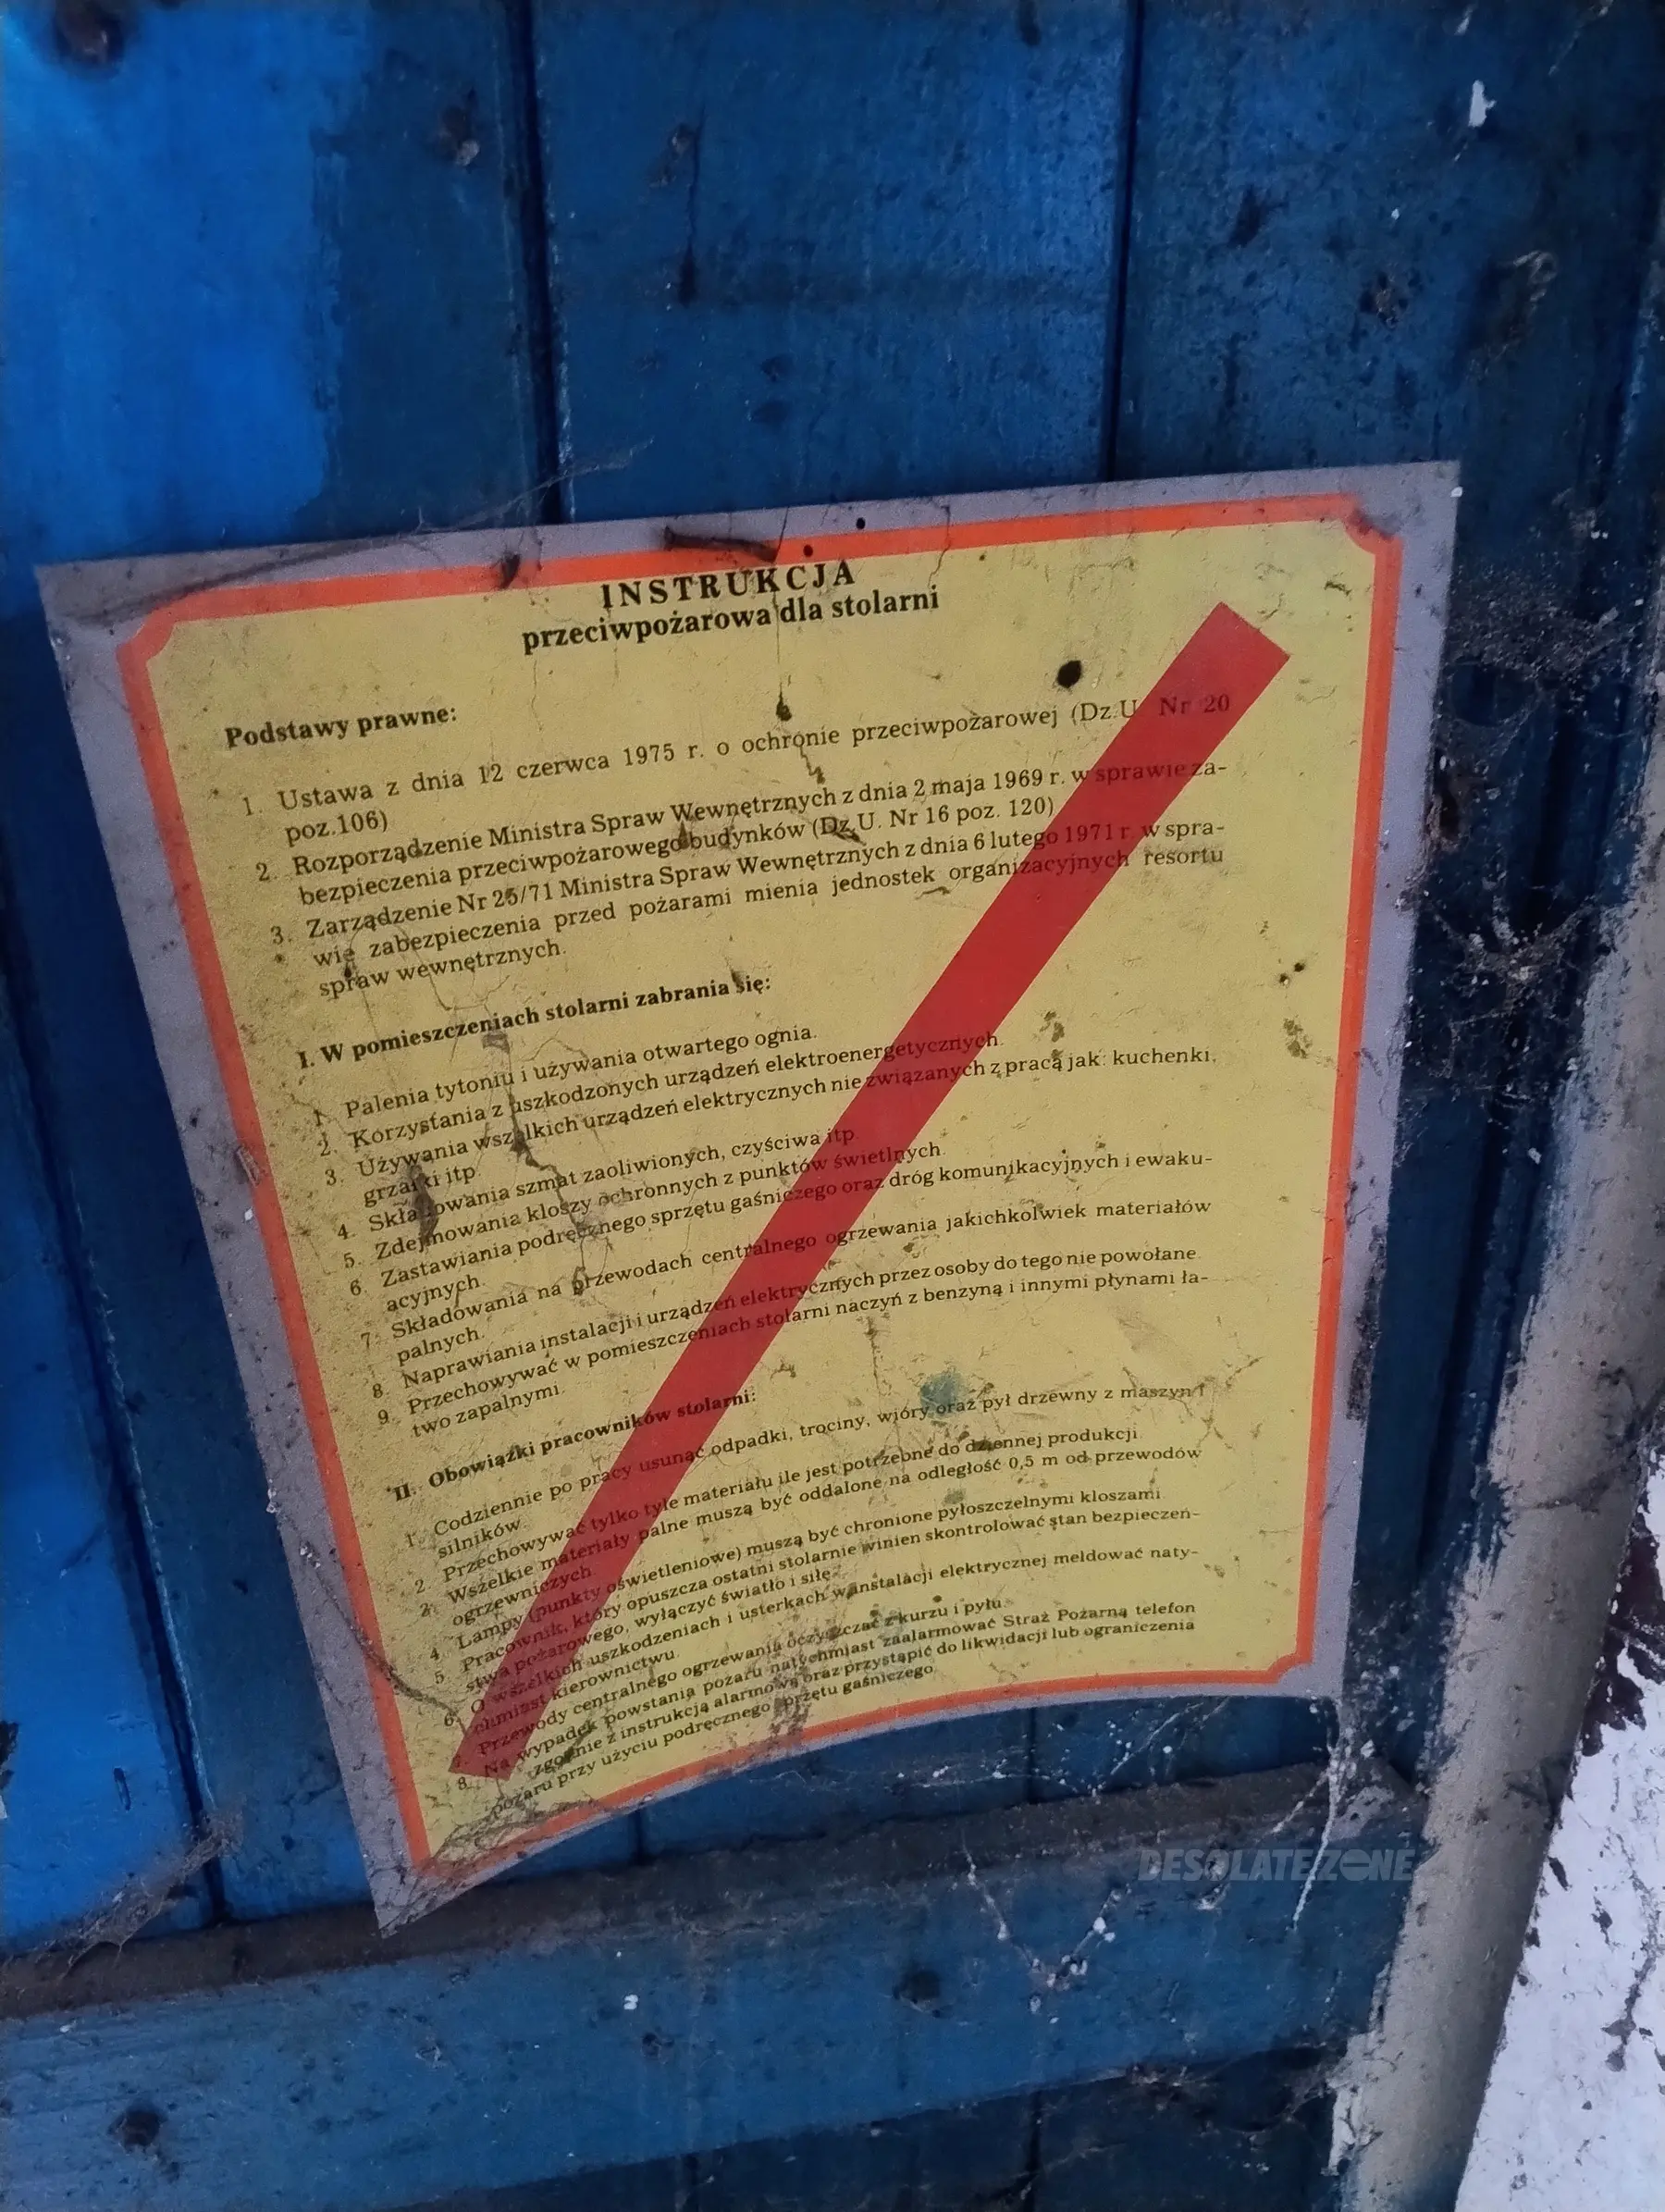 INSTRUKCJA
przeciwpożarowa dla stolarni
Podstawy prawne:
1. Ustawa z dnia 12 czerwca 1975 r. o ochronie przeciwpożarowej (Dz.U. Nr 20
poz.106)
2. Rozporządzenie Ministra Spraw Wewnętrznych z dnia 2 maja 1969 r. w sprawie za-
bezpieczenia przeciwpożarowego budynków (Dz.U. Nr 16 poz. 120)
3. Zarządzenie Nr 25/71 Ministra Spraw Wewnętrznych z dnia 6 lutego 1971 r. w spra-
wie zabezpieczenia przed pożarami mienia jednostek organizacyjnych resortu
spraw wewnętrznych.
I. W pomieszczeniach stolarni zabrania się:
1. Palenia tytoniu i używania otwartego ognia.
2. Korzystania z uszkodzonych urządzeń elektroenergetycznych.
3. Używania wszelkich urządzeń elektrycznych nie związanych z pracą jak: kuchenki,
grzałki itp.
4. Składowania szmat zaoliwionych, czyściwa itp.
5. Zdejmowania kloszy ochronnych z punktów świetlnych.
6. Zastawiania podręcznego sprzętu gaśniczego oraz dróg komunikacyjnych i ewaku-
acyjnych.
7. Składowania na przewodach centralnego ogrzewania jakichkolwiek materiałów
palnych.
8. Naprawiania instalacji i urządzeń elektrycznych przez osoby do tego nie powołane.
9. Przechowywać w pomieszczeniach stolarni naczyń z benzyną i innymi płynami ła-
two zapalnymi.
II. Obowiązki pracowników stolarni:
1. Codziennie po pracy usunąć odpadki, trociny, wióry oraz pył drzewny z maszyn i
silników.
2. Przechowywać tylko tyle materiału ile jest potrzebne do dziennej produkcji.
3. Wszelkie materiały palne muszą być oddalone na odległość 0,5 m od przewodów
ogrzewniczych.
4. Lampy (punkty oświetleniowe) muszą być chronione pyłoszczelnymi kloszami.
5. Pracownik, który opuszcza ostatni stolarnie winien skontrolować stan bezpieczeń-
stwa pożarowego, wyłączyć światło i siłę.
6. O wszelkich uszkodzeniach i usterkach w instalacji elektrycznej meldować naty-
chmiast kierownictwu.
7. Przewody centralnego ogrzewania oczyszczać z kurzu i pyłu.
8. Na wypadek powstania pożaru natychmiast zaalarmować Straż Pożarną telefon
zgodnie z instrukcją alarmową oraz przystąpić do likwidacji lub ograniczenia
pożaru przy użyciu podręcznego sprzętu gaśniczego.
DESOLATE ZONE